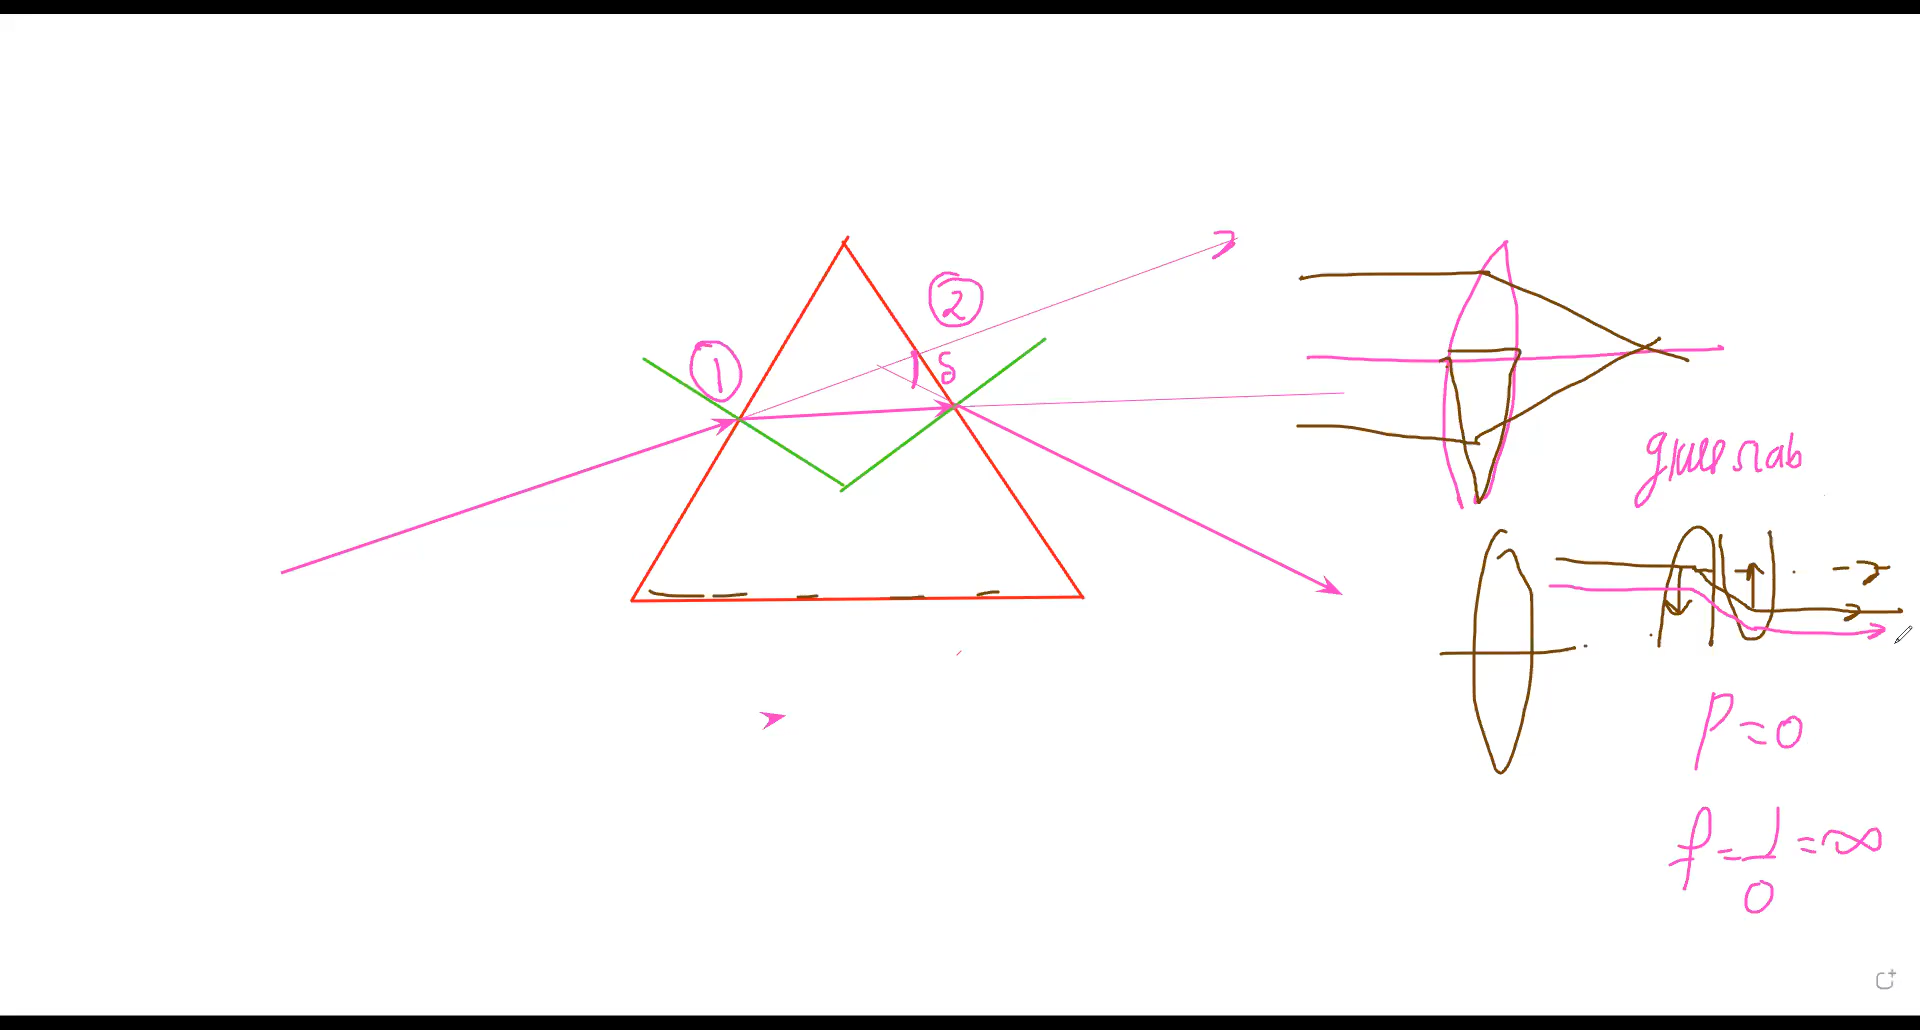 1
2
δ
glass slab
P=0
f=1/0=∞